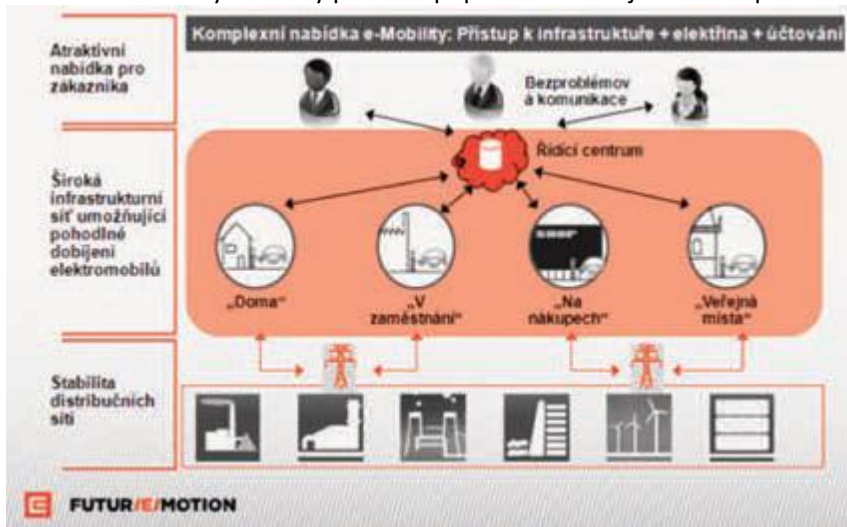 Komplexní nabídka e-Mobility: Přístup k infrastruktuře + elektřina + účtování
Atraktivní
nabídka pro
zákazníka
Bezproblémov
á komunikace
Řídící centrum
Široká
infrastrukturní
síť umožňující
pohodlné
dobíjení
elektromobilů
„Doma“
„V
zaměstnání“
„Na
nákupech“
„Veřejná
místa“
Stabilita
distribučních
sítí
FUTUR/E/MOTION